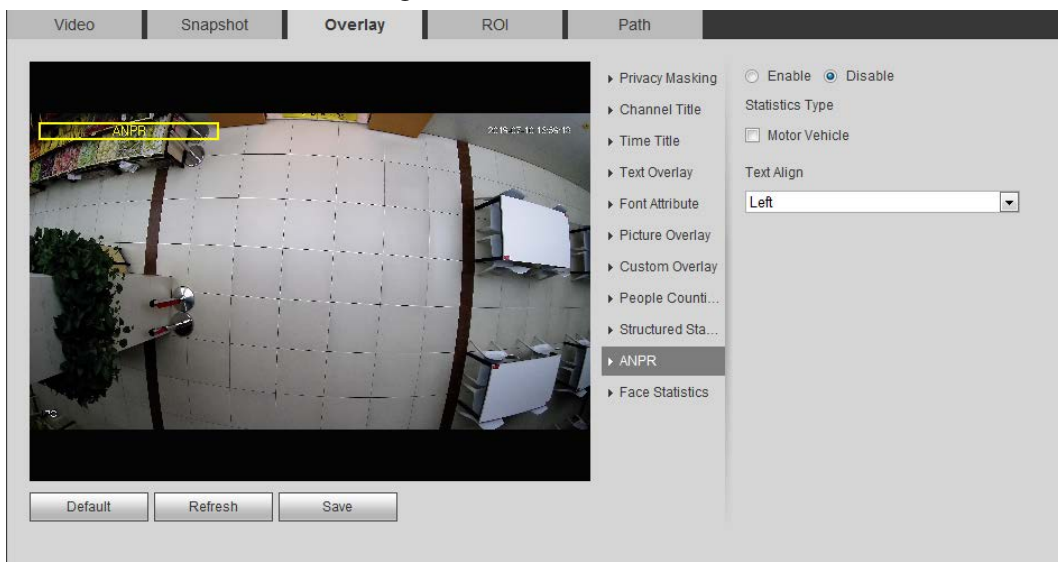 Video Snapshot Overlay ROI Path
Privacy Masking
Channel Title
Time Title
Text Overlay
Font Attribute
Picture Overlay
Custom Overlay
People Counti...
Structured Sta...
ANPR
Face Statistics
Enable Disable
Statistics Type
Motor Vehicle
Text Align
Left
ANPR
Default Refresh Save